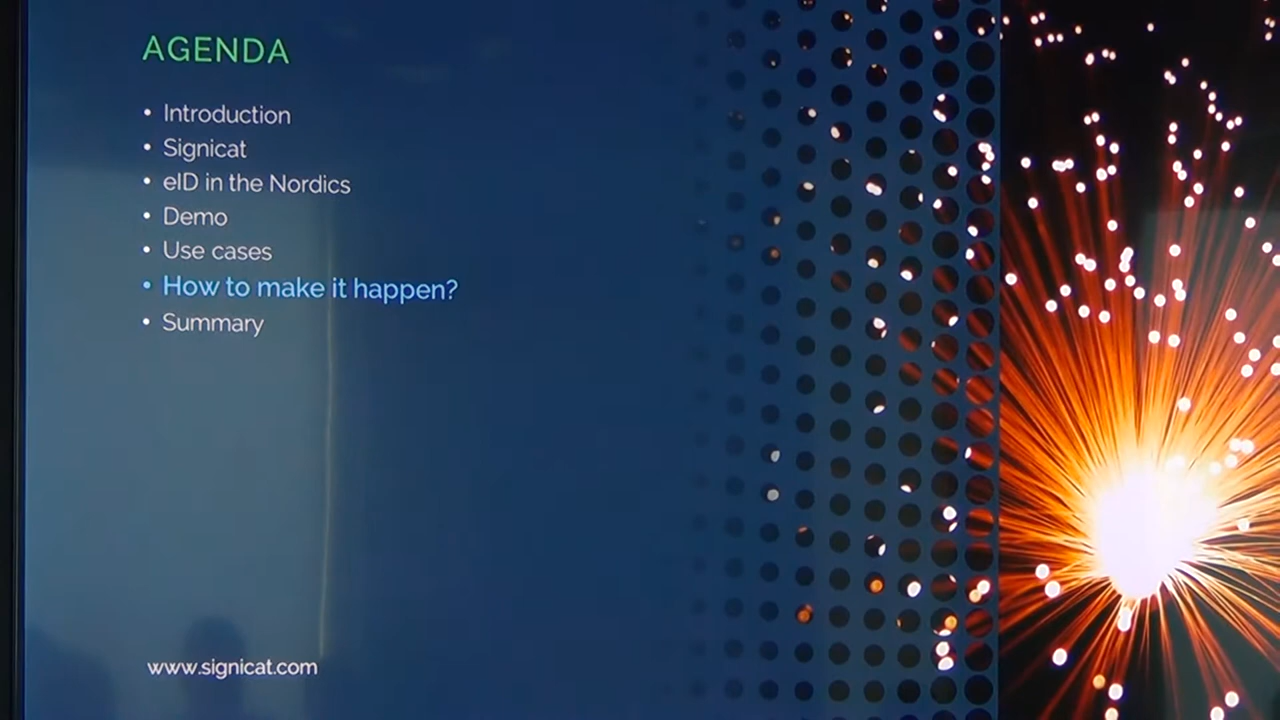 AGENDA
• Introduction
• Signicat
• eID in the Nordics
• Demo
• Use cases
• How to make it happen?
• Summary
www.signicat.com